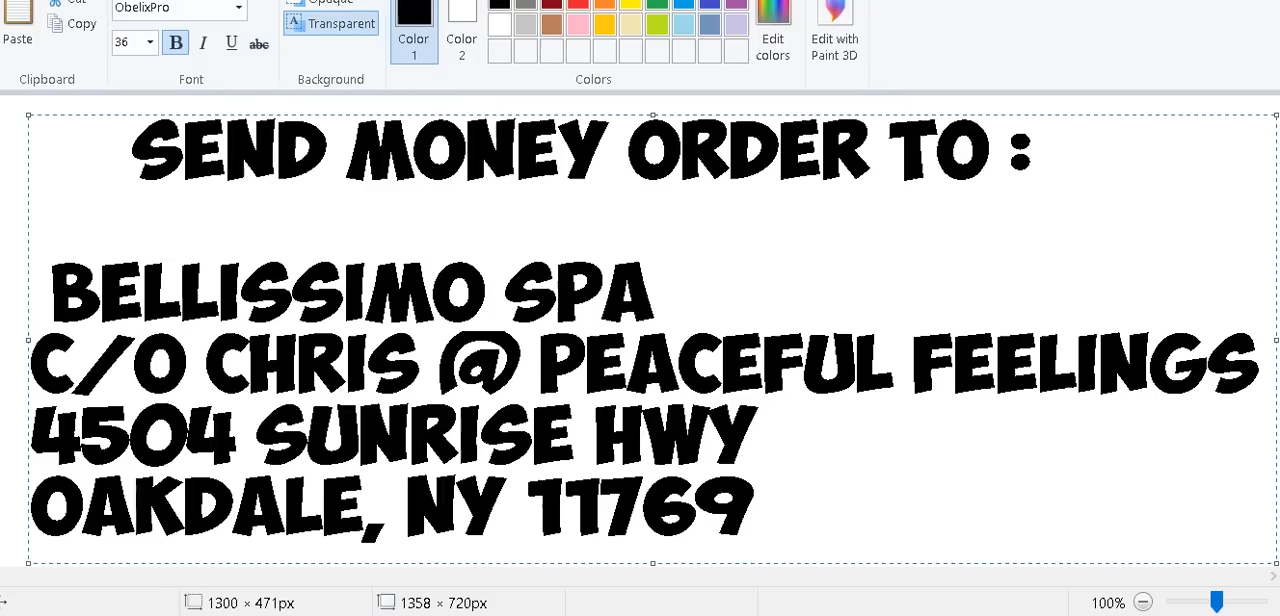 ObelixPro
Opaque
Cut
Paste
Copy
36
B I U abc
Transparent
Color 1
Color 2
Edit colors
Edit with Paint 3D
Clipboard
Font
Background
Colors
SEND MONEY ORDER TO :
BELLISSIMO SPA
C/O CHRIS @ PEACEFUL FEELINGS
4504 SUNRISE HWY
OAKDALE, NY 11769
1300 × 471px
1358 × 720px
100%